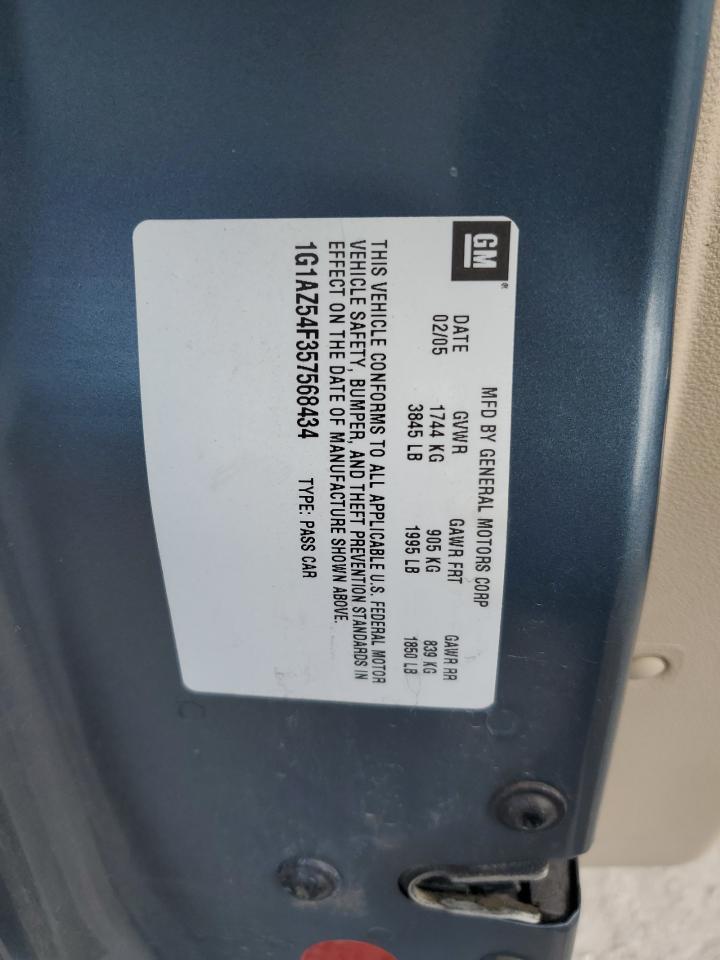 GM
MFD BY GENERAL MOTORS CORP
DATE GVWR GAWR FRT GAWR RR
02/05 1744 KG 905 KG 839 KG
3845 LB 1995 LB 1850 LB
THIS VEHICLE CONFORMS TO ALL APPLICABLE U.S. FEDERAL MOTOR
VEHICLE SAFETY, BUMPER, AND THEFT PREVENTION STANDARDS IN
EFFECT ON THE DATE OF MANUFACTURE SHOWN ABOVE.
1G1AZ54F357568434 TYPE: PASS CAR